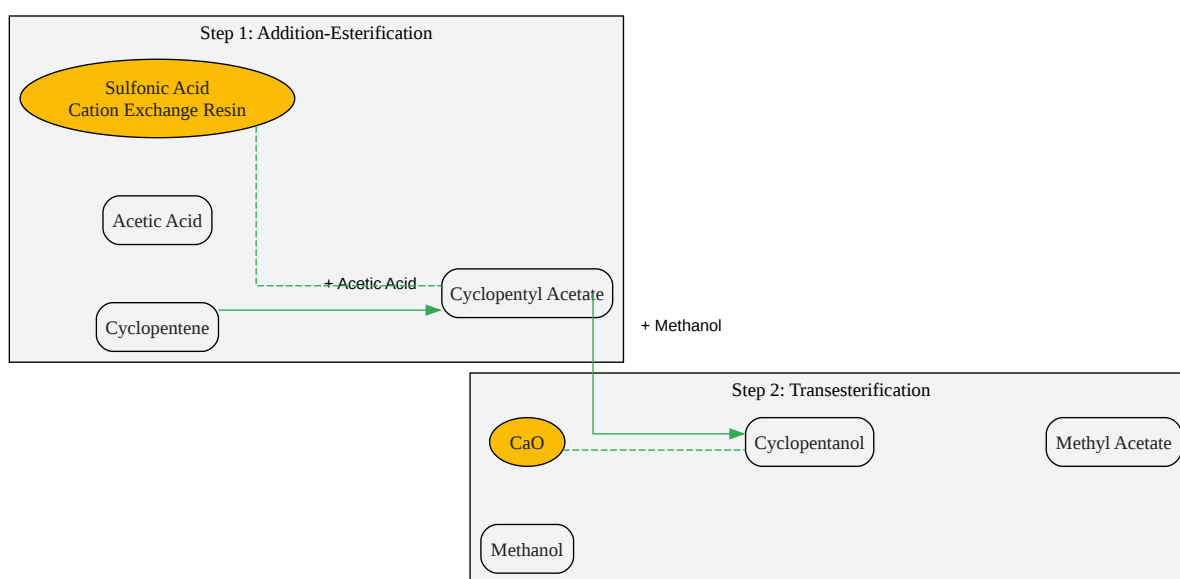 Step 1: Addition-Esterification
Sulfonic Acid
Cation Exchange Resin
Acetic Acid
+ Acetic Acid
Cyclopentyl Acetate
Cyclopentene
+ Methanol
Step 2: Transesterification
CaO
Cyclopentanol
Methyl Acetate
Methanol